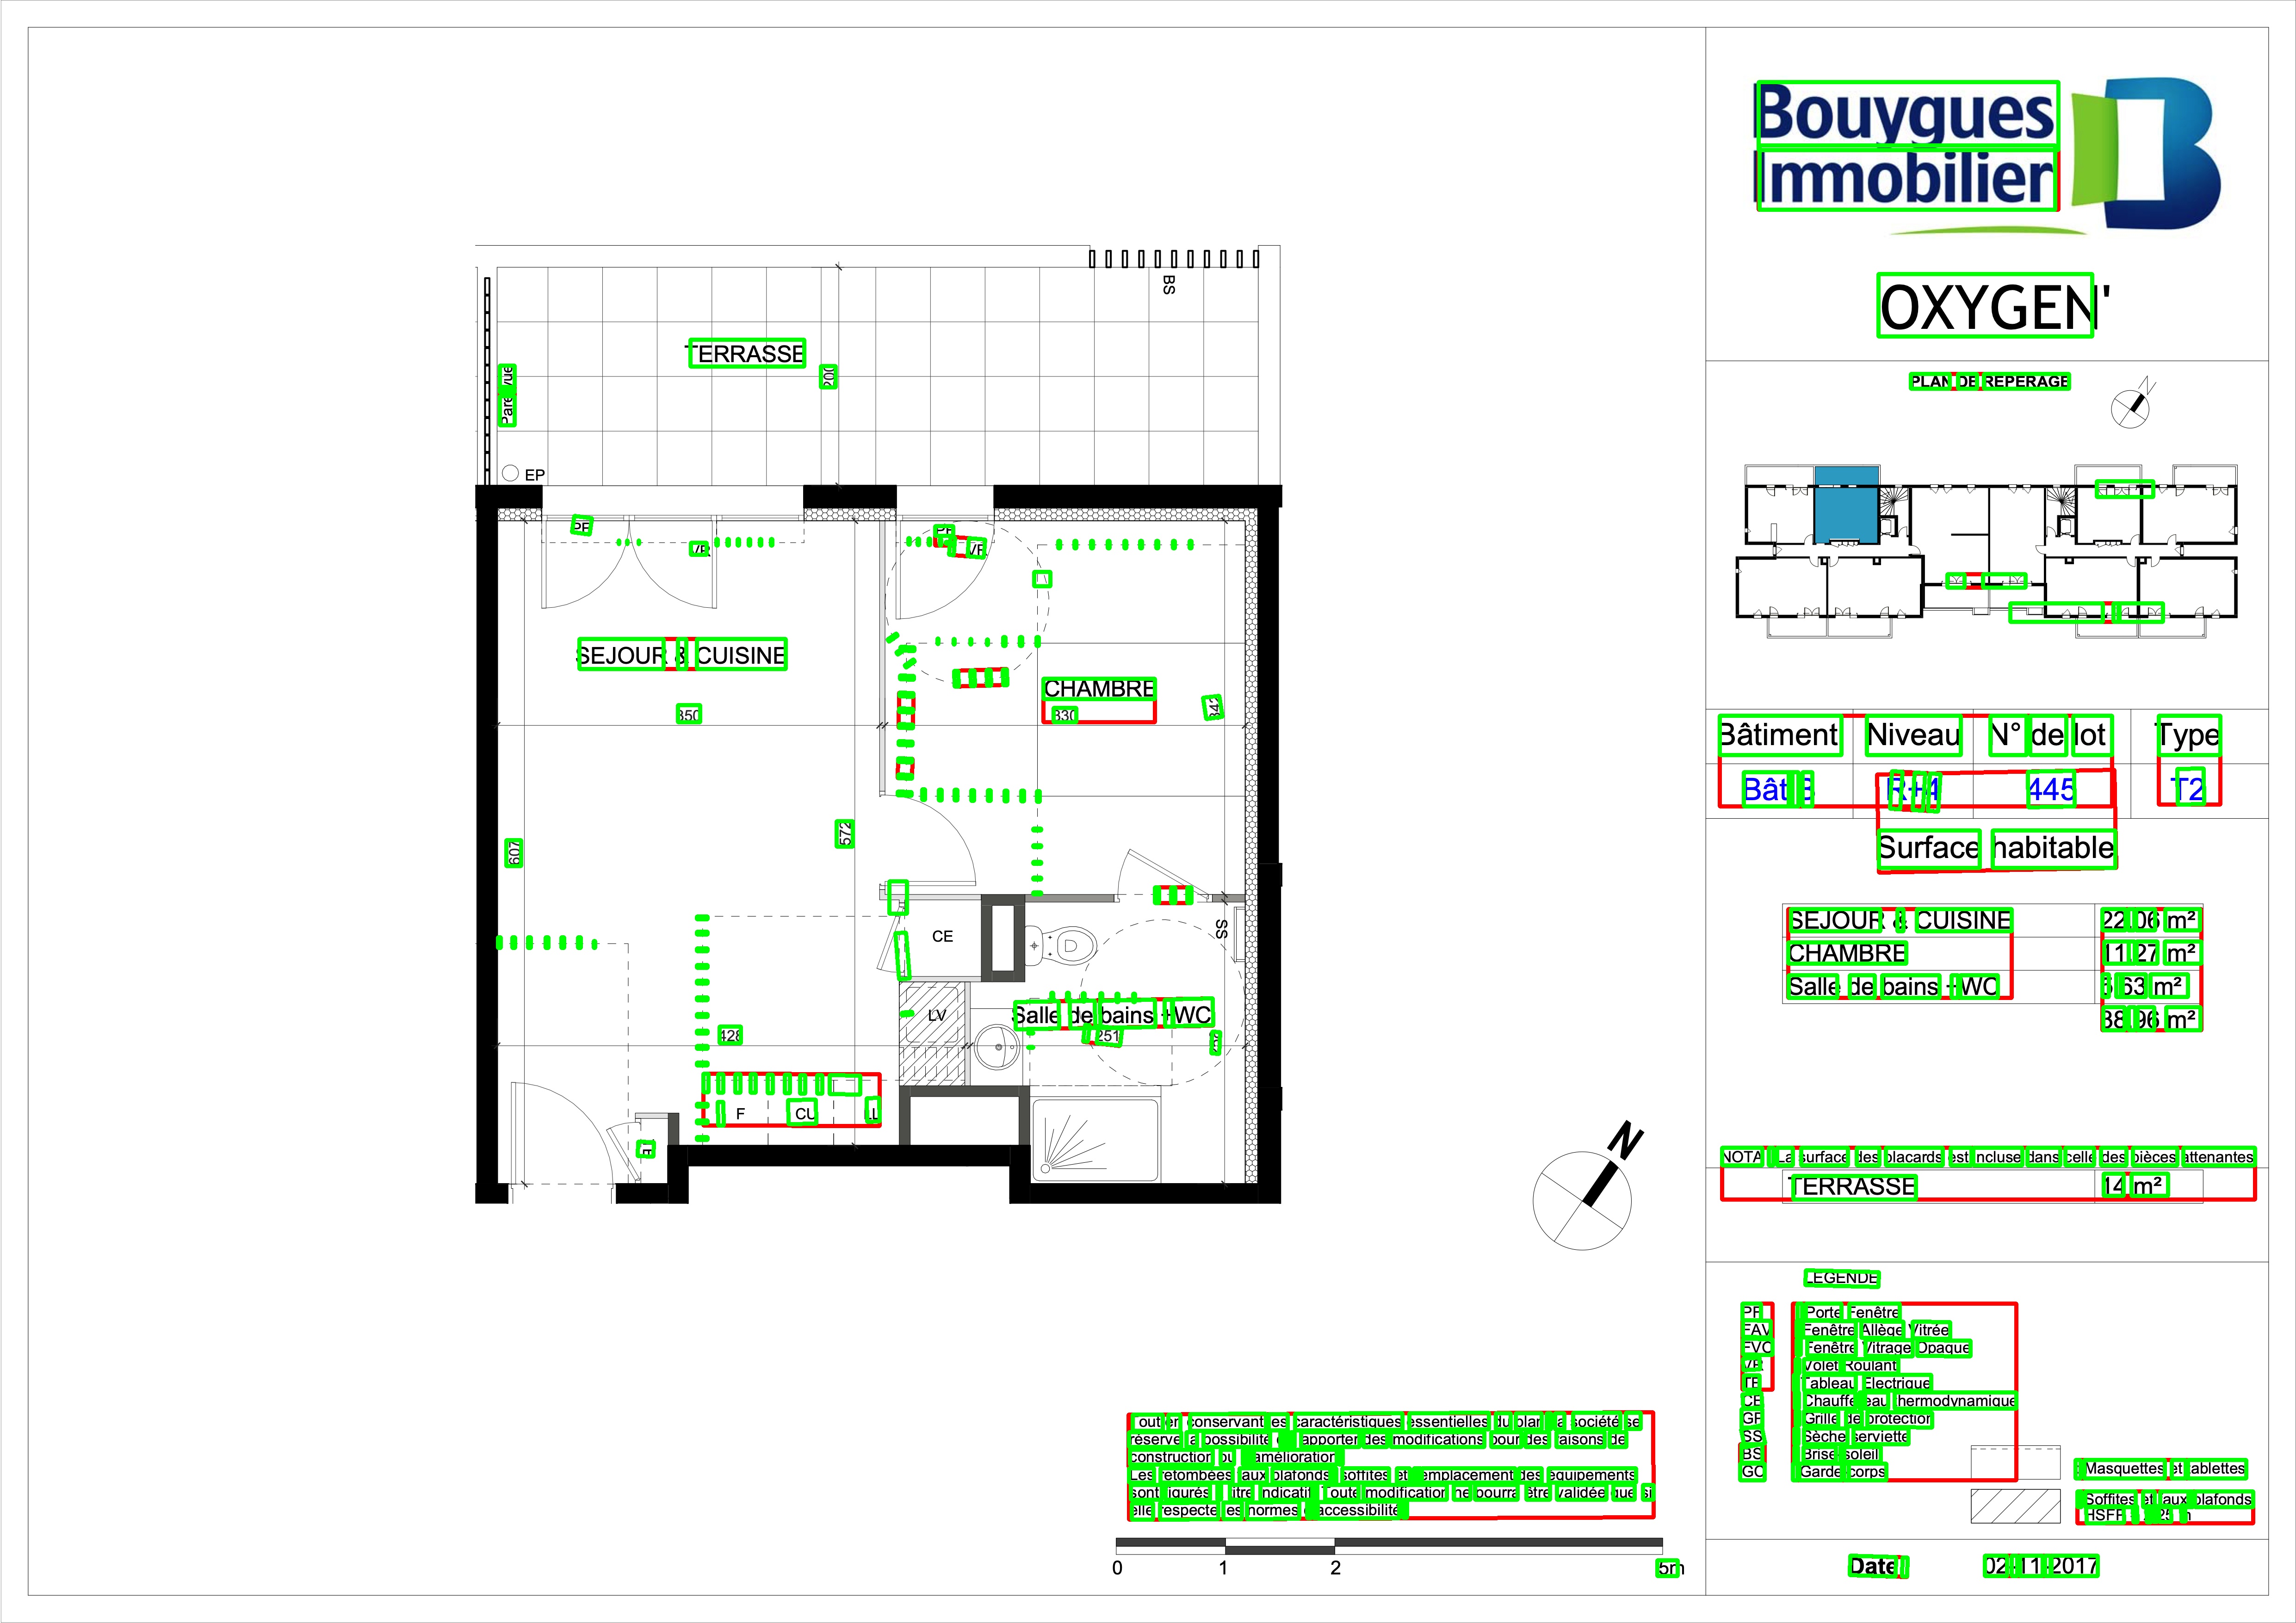 Bouygues
Immobilier
OXYGEN'
PLAN DE REPERAGE
N
Bâtiment Niveau N° de lot Type
Bât B R+4 445 T2
Surface habitable
SEJOUR & CUISINE 22.06 m²
CHAMBRE 11.27 m²
Salle de bains +WC 5.63 m²
38.96 m²
NOTA : La surface des placards est incluse dans celle des pièces attenantes
TERRASSE 14 m²
LEGENDE
PF : Porte Fenêtre
FAV : Fenêtre Allège Vitrée
FVO : Fenêtre Vitrage Opaque
VR : Volet Roulant
TE : Tableau Electrique
CE : Chauffe eau thermodynamique
GP : Grille de protection
SS : Sèche serviette
BS : Brise soleil
GC : Garde corps
: Masquettes et tablettes
: Soffites et faux plafonds
Date :
02-11-2017
BS
TERRASSE
200
Pare vue
EP
PF
VR
PF
VR
SEJOUR & CUISINE
CHAMBRE
350
330
342
607
572
CE
SS
LV
Salle de bains +WC
251
428
F
CU
LL
N
Tout en conservant les caractéristiques essentielles du plan, la société se
réserve la possibilité d'apporter des modifications pour des raisons de
construction ou d'amélioration.
Les retombées, faux plafonds, soffites et l'emplacement des équipements
sont figurés à titre indicatif. Toute modification ne pourra être validée que si
elle respecte les normes d'accessibilité.
0 1 2 5m